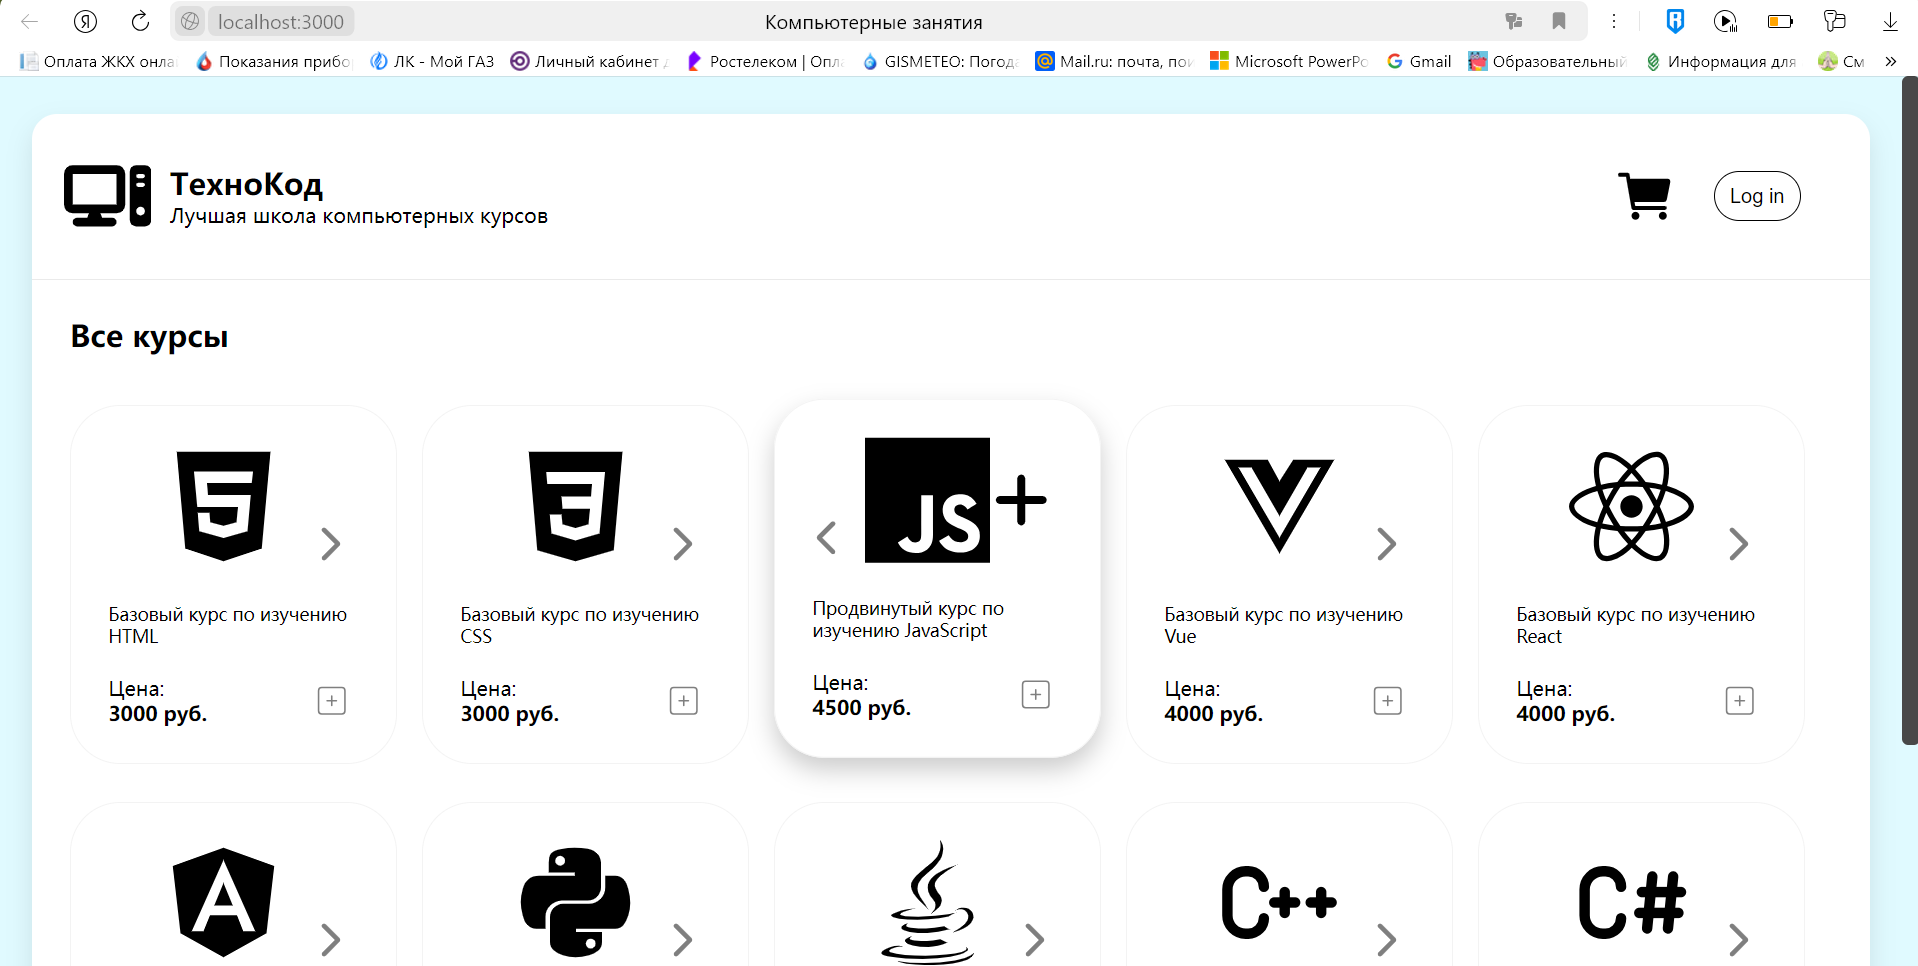 localhost:3000
Компьютерные занятия
Оплата ЖКХ онла
Показания прибо
ЛК - Мой ГАЗ
Личный кабинет
Ростелеком | Опла
GISMETEO: Погода
Mail.ru: почта, пои
Microsoft PowerPo
Gmail
Образовательный
Информация для
См
ТехноКод
Лучшая школа компьютерных курсов
Log in
Все курсы
Базовый курс по изучению
HTML
Цена:
3000 руб.
Базовый курс по изучению
CSS
Цена:
3000 руб.
JS+
Продвинутый курс по
изучению JavaScript
Цена:
4500 руб.
Базовый курс по изучению
Vue
Цена:
4000 руб.
Базовый курс по изучению
React
Цена:
4000 руб.
C++
C#